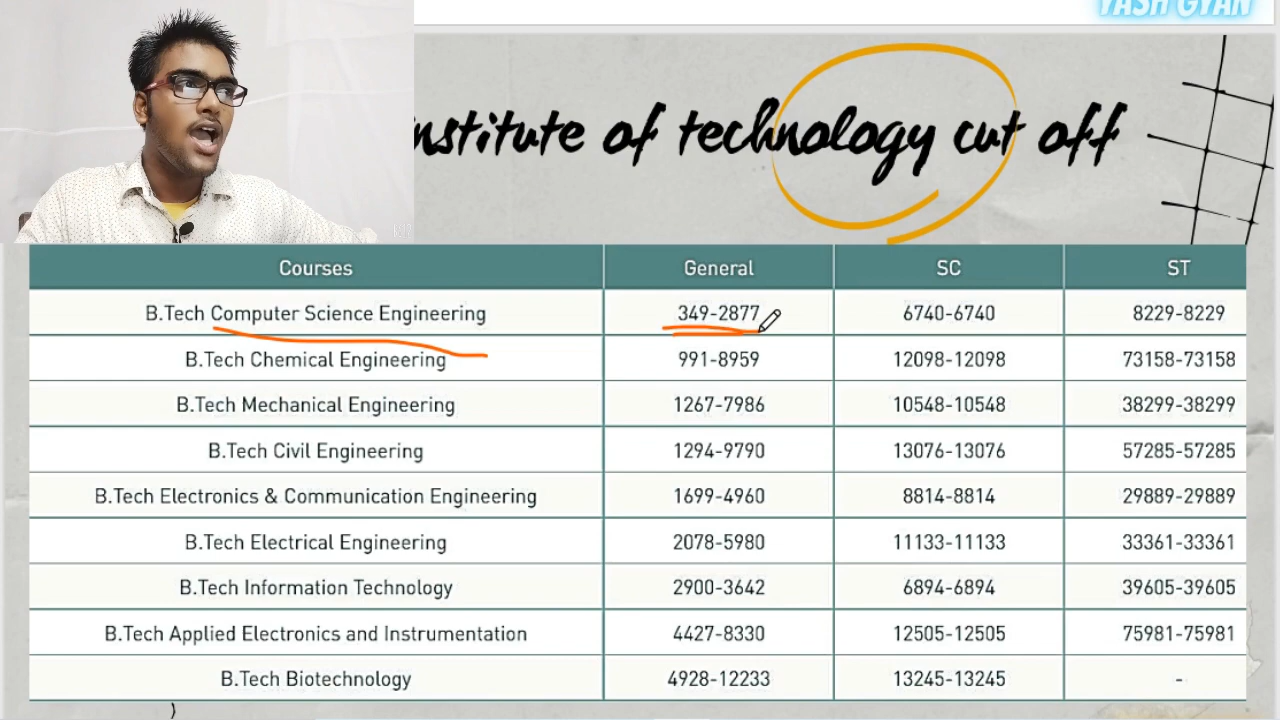 YASH GYAN
nstitute of technology cut off
Courses General SC ST
B.Tech Computer Science Engineering 349-2877 6740-6740 8229-8229
B.Tech Chemical Engineering 991-8959 12098-12098 73158-73158
B.Tech Mechanical Engineering 1267-7986 10548-10548 38299-38299
B.Tech Civil Engineering 1294-9790 13076-13076 57285-57285
B.Tech Electronics & Communication Engineering 1699-4960 8814-8814 29889-29889
B.Tech Electrical Engineering 2078-5980 11133-11133 33361-33361
B.Tech Information Technology 2900-3642 6894-6894 39605-39605
B.Tech Applied Electronics and Instrumentation 4427-8330 12505-12505 75981-75981
B.Tech Biotechnology 4928-12233 13245-13245 -